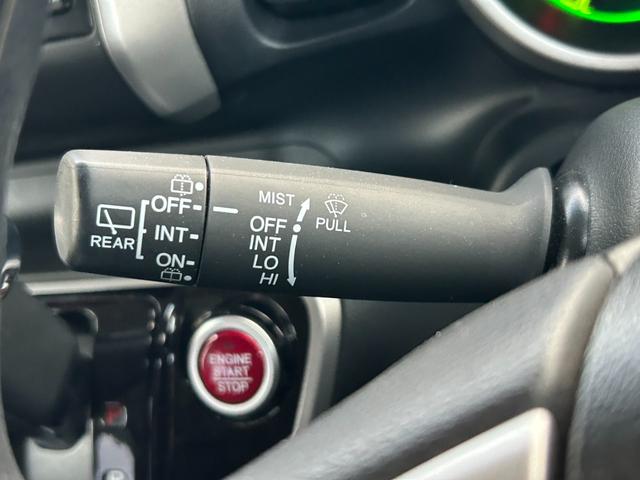 REAR
OFF
INT
ON
MIST
OFF
INT
LO
HI
PULL
ENGINE
START
STOP